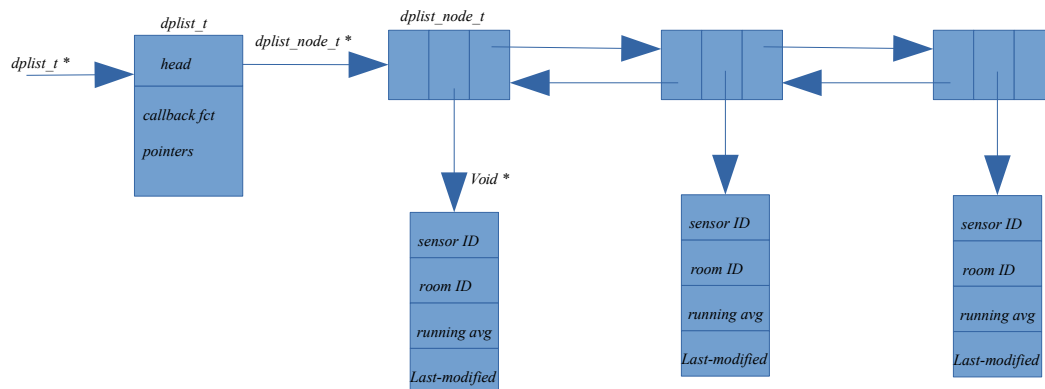 dplist_t
dplist_node_t
dplist_node_t *
dplist_t *
head
callback fct
pointers
Void *
sensor ID
room ID
running avg
Last-modified
sensor ID
room ID
running avg
Last-modified
sensor ID
room ID
running avg
Last-modified